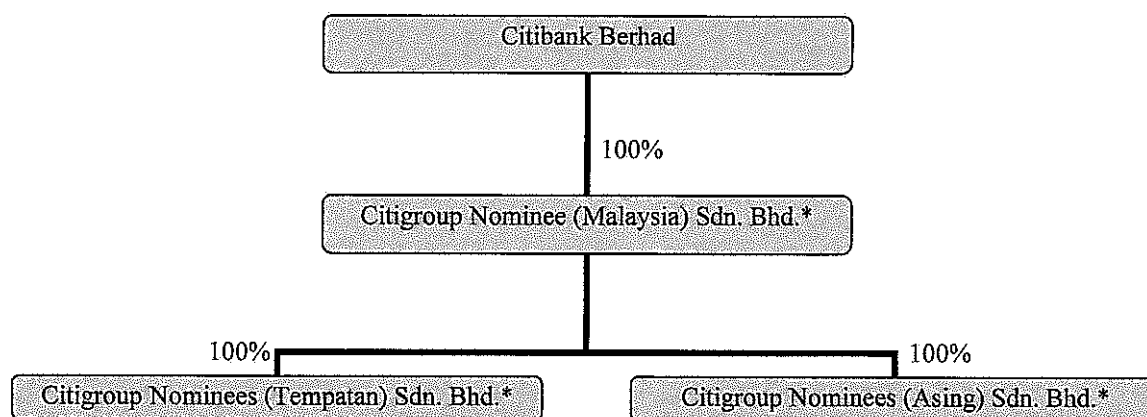 Citibank Berhad
100%
Citigroup Nominee (Malaysia) Sdn. Bhd.*
100%
100%
Citigroup Nominees (Tempatan) Sdn. Bhd.*
Citigroup Nominees (Asing) Sdn. Bhd.*